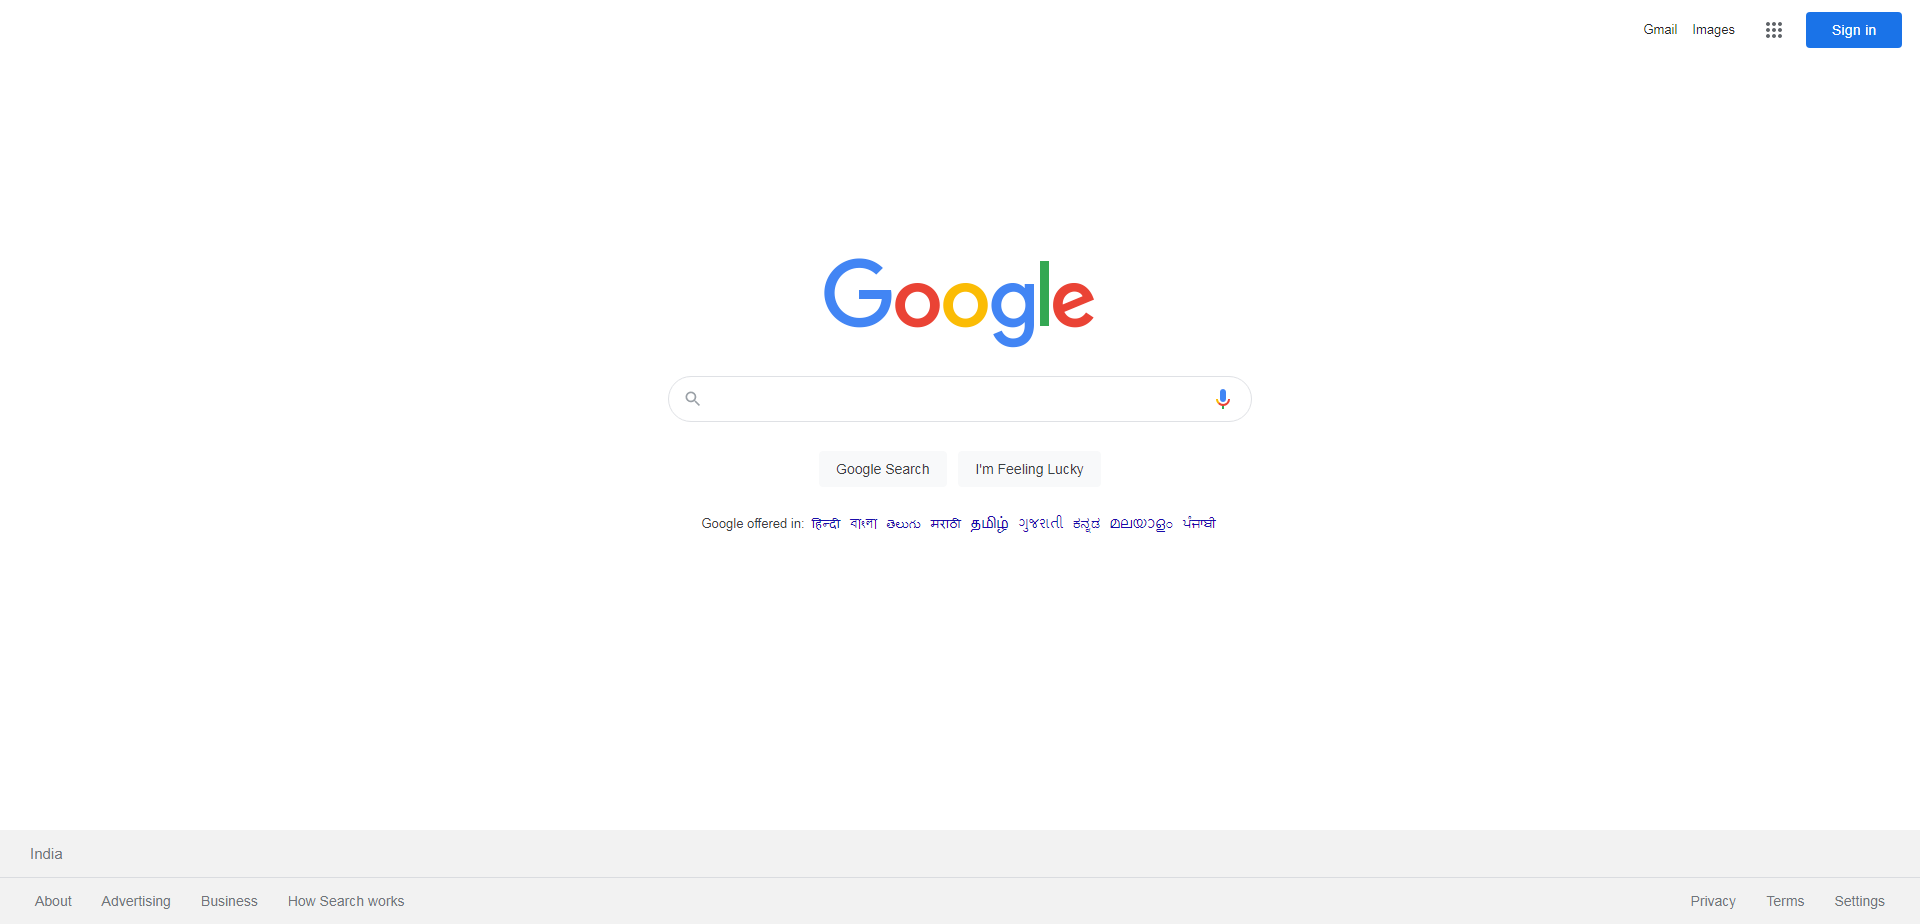 Gmail Images Sign in
Google
Google Search I'm Feeling Lucky
Google offered in: हिन्दी বাংলা తెలుగు मराठी தமிழ் ગુજરાતી ಕನ್ನಡ മലയാളം ਪੰਜਾਬੀ
India
About Advertising Business How Search works Privacy Terms Settings